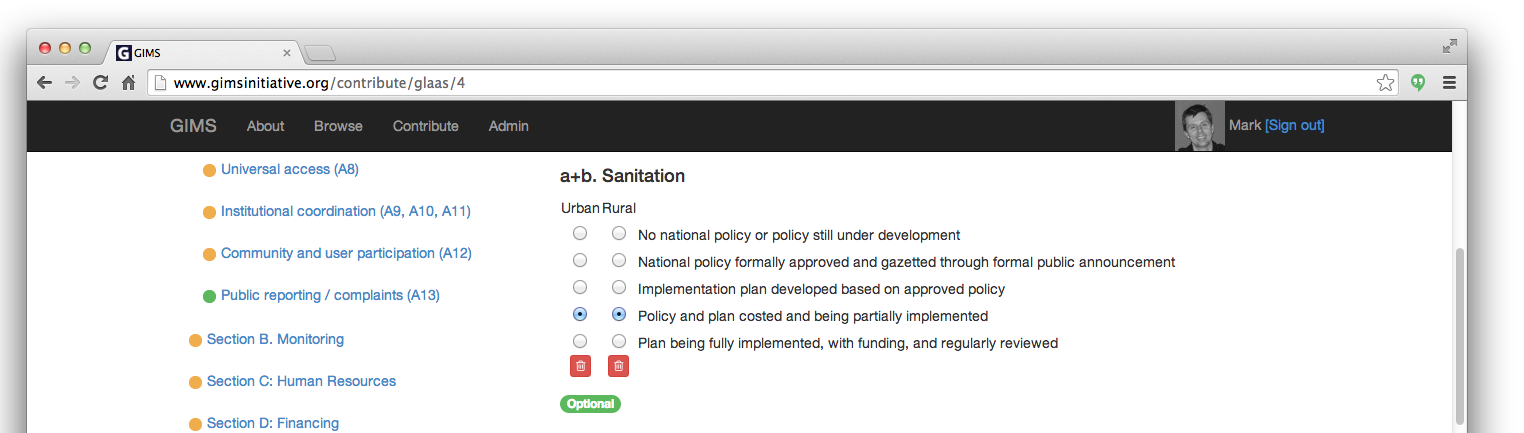 GIMS
www.gimsinitiative.org/contribute/glaas/4
GIMS About Browse Contribute Admin Mark [Sign out]
Universal access (A8)
Institutional coordination (A9, A10, A11)
Community and user participation (A12)
Public reporting / complaints (A13)
Section B. Monitoring
Section C: Human Resources
Section D: Financing
a+b. Sanitation
Urban Rural
No national policy or policy still under development
National policy formally approved and gazetted through formal public announcement
Implementation plan developed based on approved policy
Policy and plan costed and being partially implemented
Plan being fully implemented, with funding, and regularly reviewed
Optional